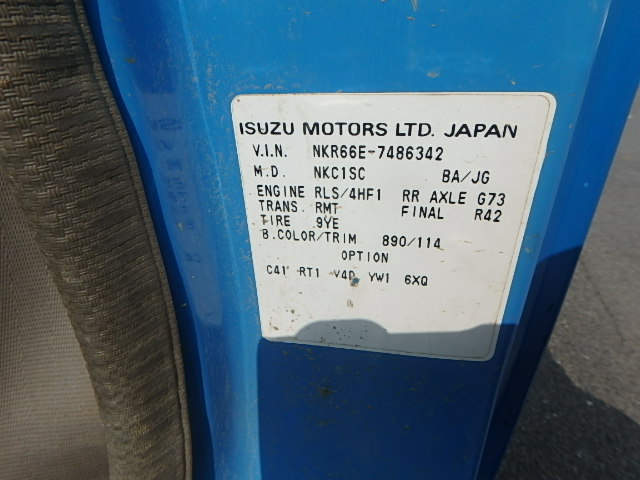 ISUZU MOTORS LTD. JAPAN
V.I.N. NKR66E-7486342
M.D. NKC1SC BA/JG
ENGINE RLS/4HF1 RR AXLE G73
TRANS. RMT FINAL R42
TIRE 9YE
B.COLOR/TRIM 890/114
OPTION
C41 RT1 V4D YW1 6XQ